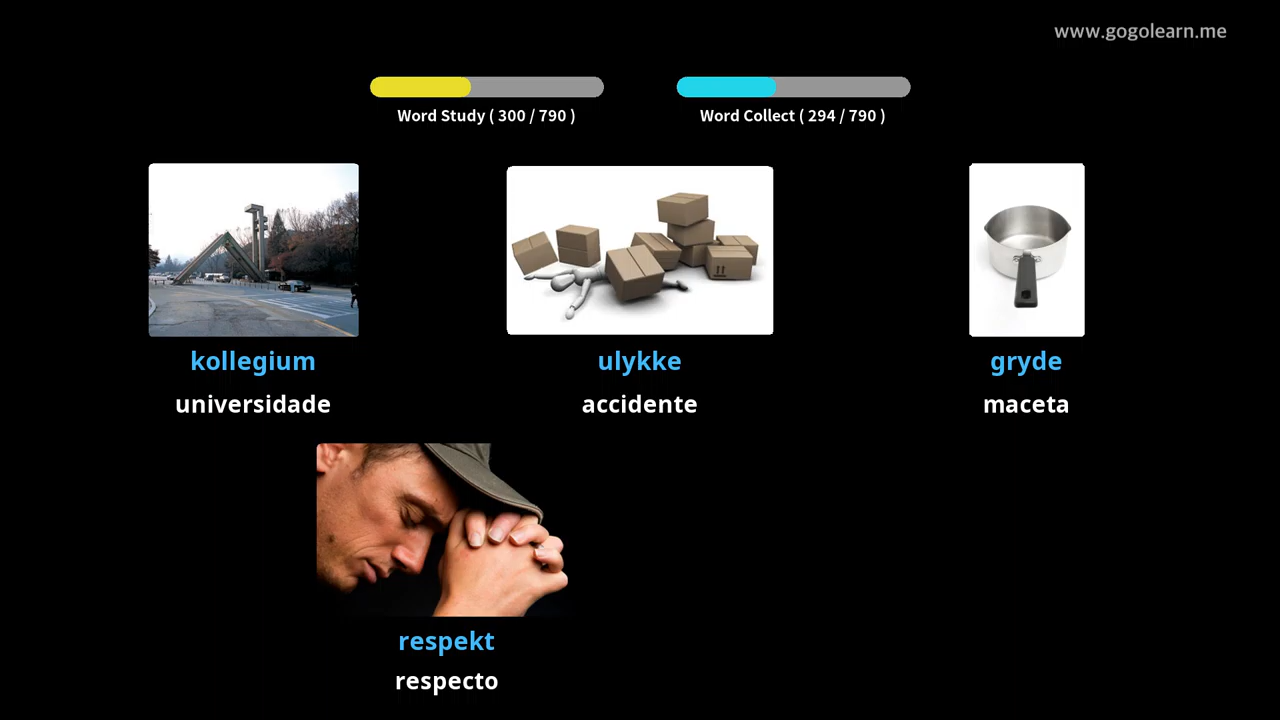 www.gogolearn.me
Word Study ( 300 / 790 )
Word Collect ( 294 / 790 )
kollegium
universidade
ulykke
accidente
gryde
maceta
respekt
respecto